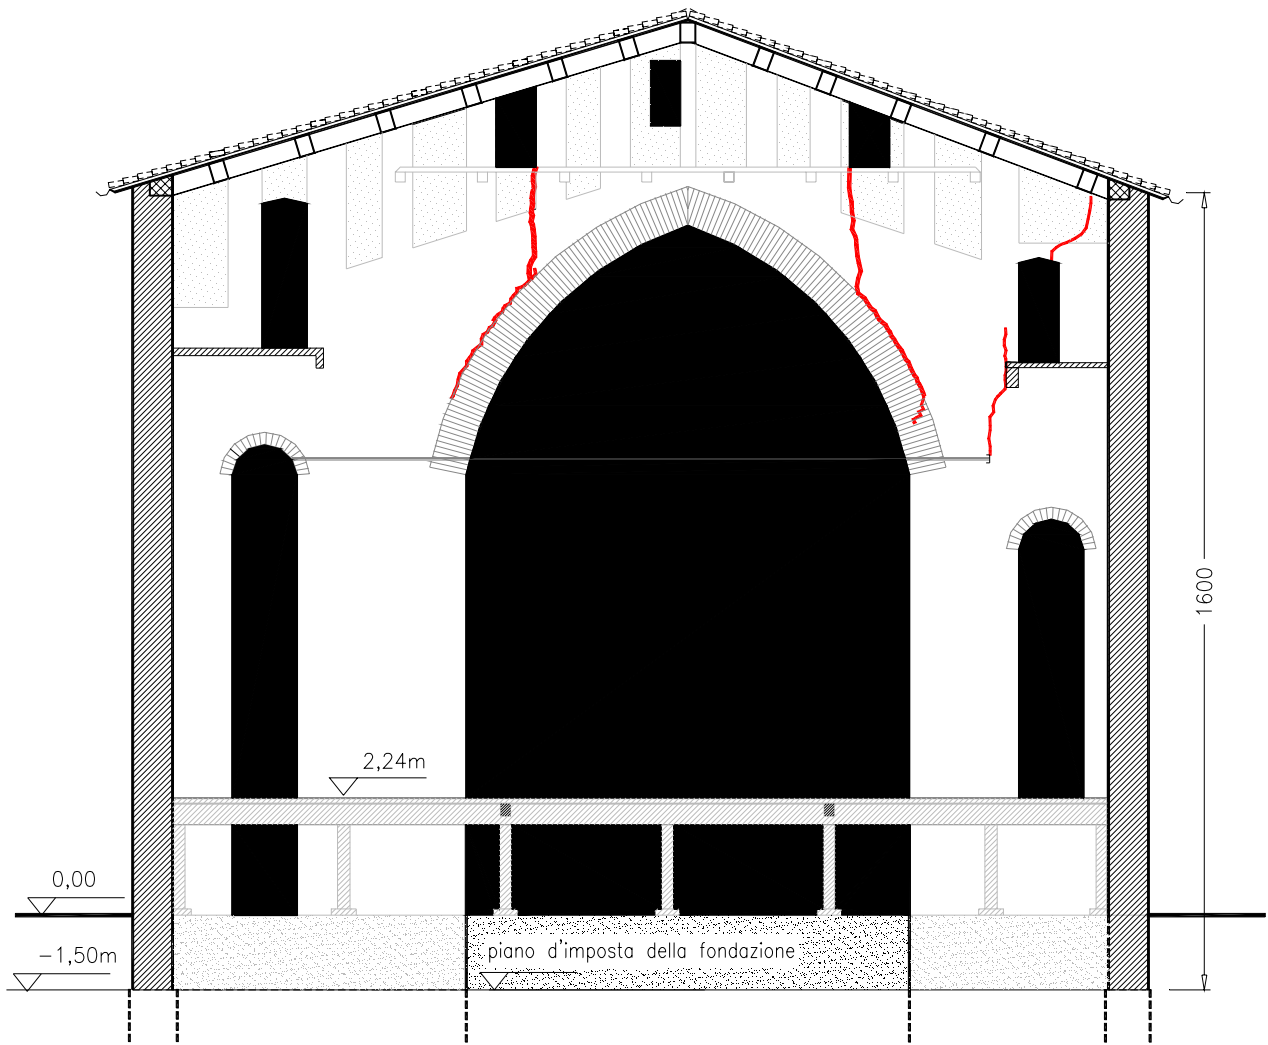 1600
2,24m
0,00
-1,50m
piano d'imposta della fondazione